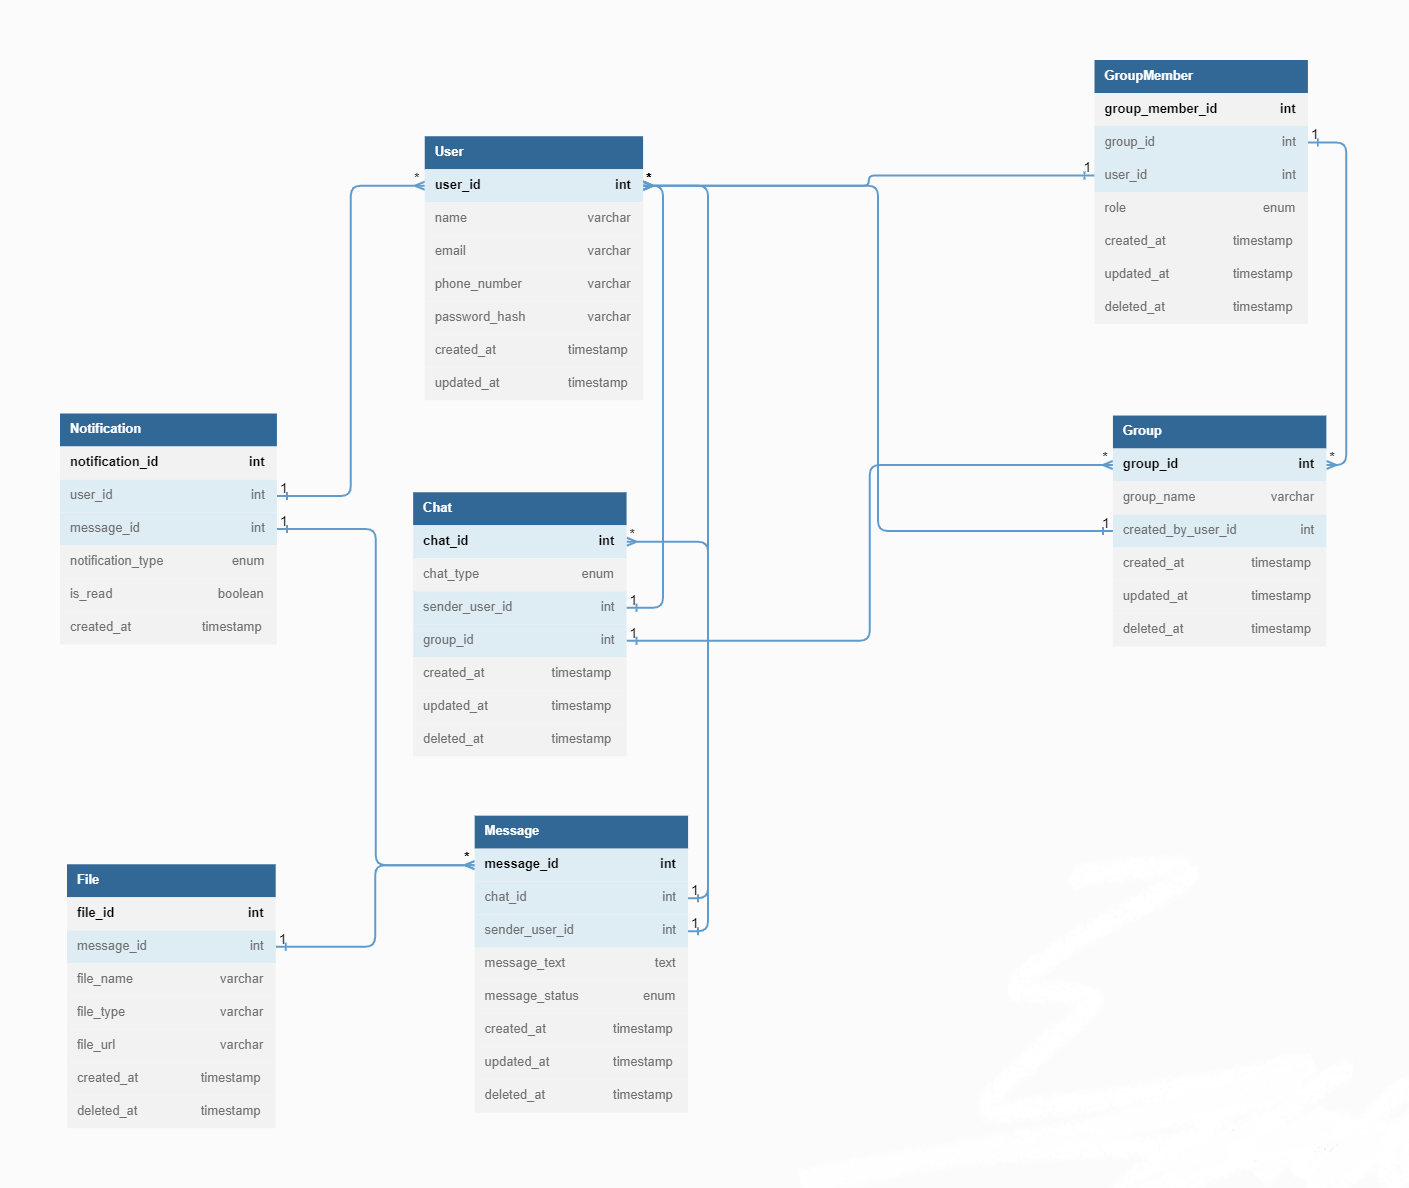 GroupMember
group_member_id int
group_id int
user_id int
role enum
created_at timestamp
updated_at timestamp
deleted_at timestamp
1
1
User
user_id int
name varchar
email varchar
phone_number varchar
password_hash varchar
created_at timestamp
updated_at timestamp
*
*
Notification
notification_id int
user_id int
message_id int
notification_type enum
is_read boolean
created_at timestamp
1
1
Group
group_id int
group_name varchar
created_by_user_id int
created_at timestamp
updated_at timestamp
deleted_at timestamp
*
*
1
Chat
chat_id int
chat_type enum
sender_user_id int
group_id int
created_at timestamp
updated_at timestamp
deleted_at timestamp
*
1
1
Message
message_id int
chat_id int
sender_user_id int
message_text text
message_status enum
created_at timestamp
updated_at timestamp
deleted_at timestamp
*
1
1
File
file_id int
message_id int
file_name varchar
file_type varchar
file_url varchar
created_at timestamp
deleted_at timestamp
1